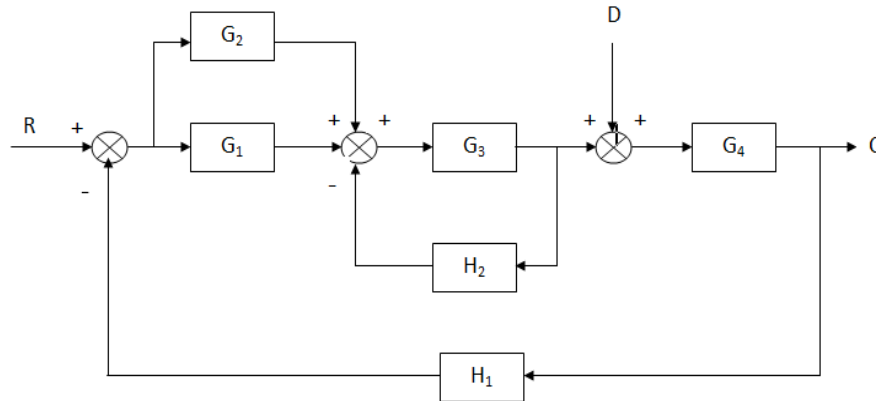 G₂
D
R + G₁ + + G₃ + + G₄
- -
H₂
H₁